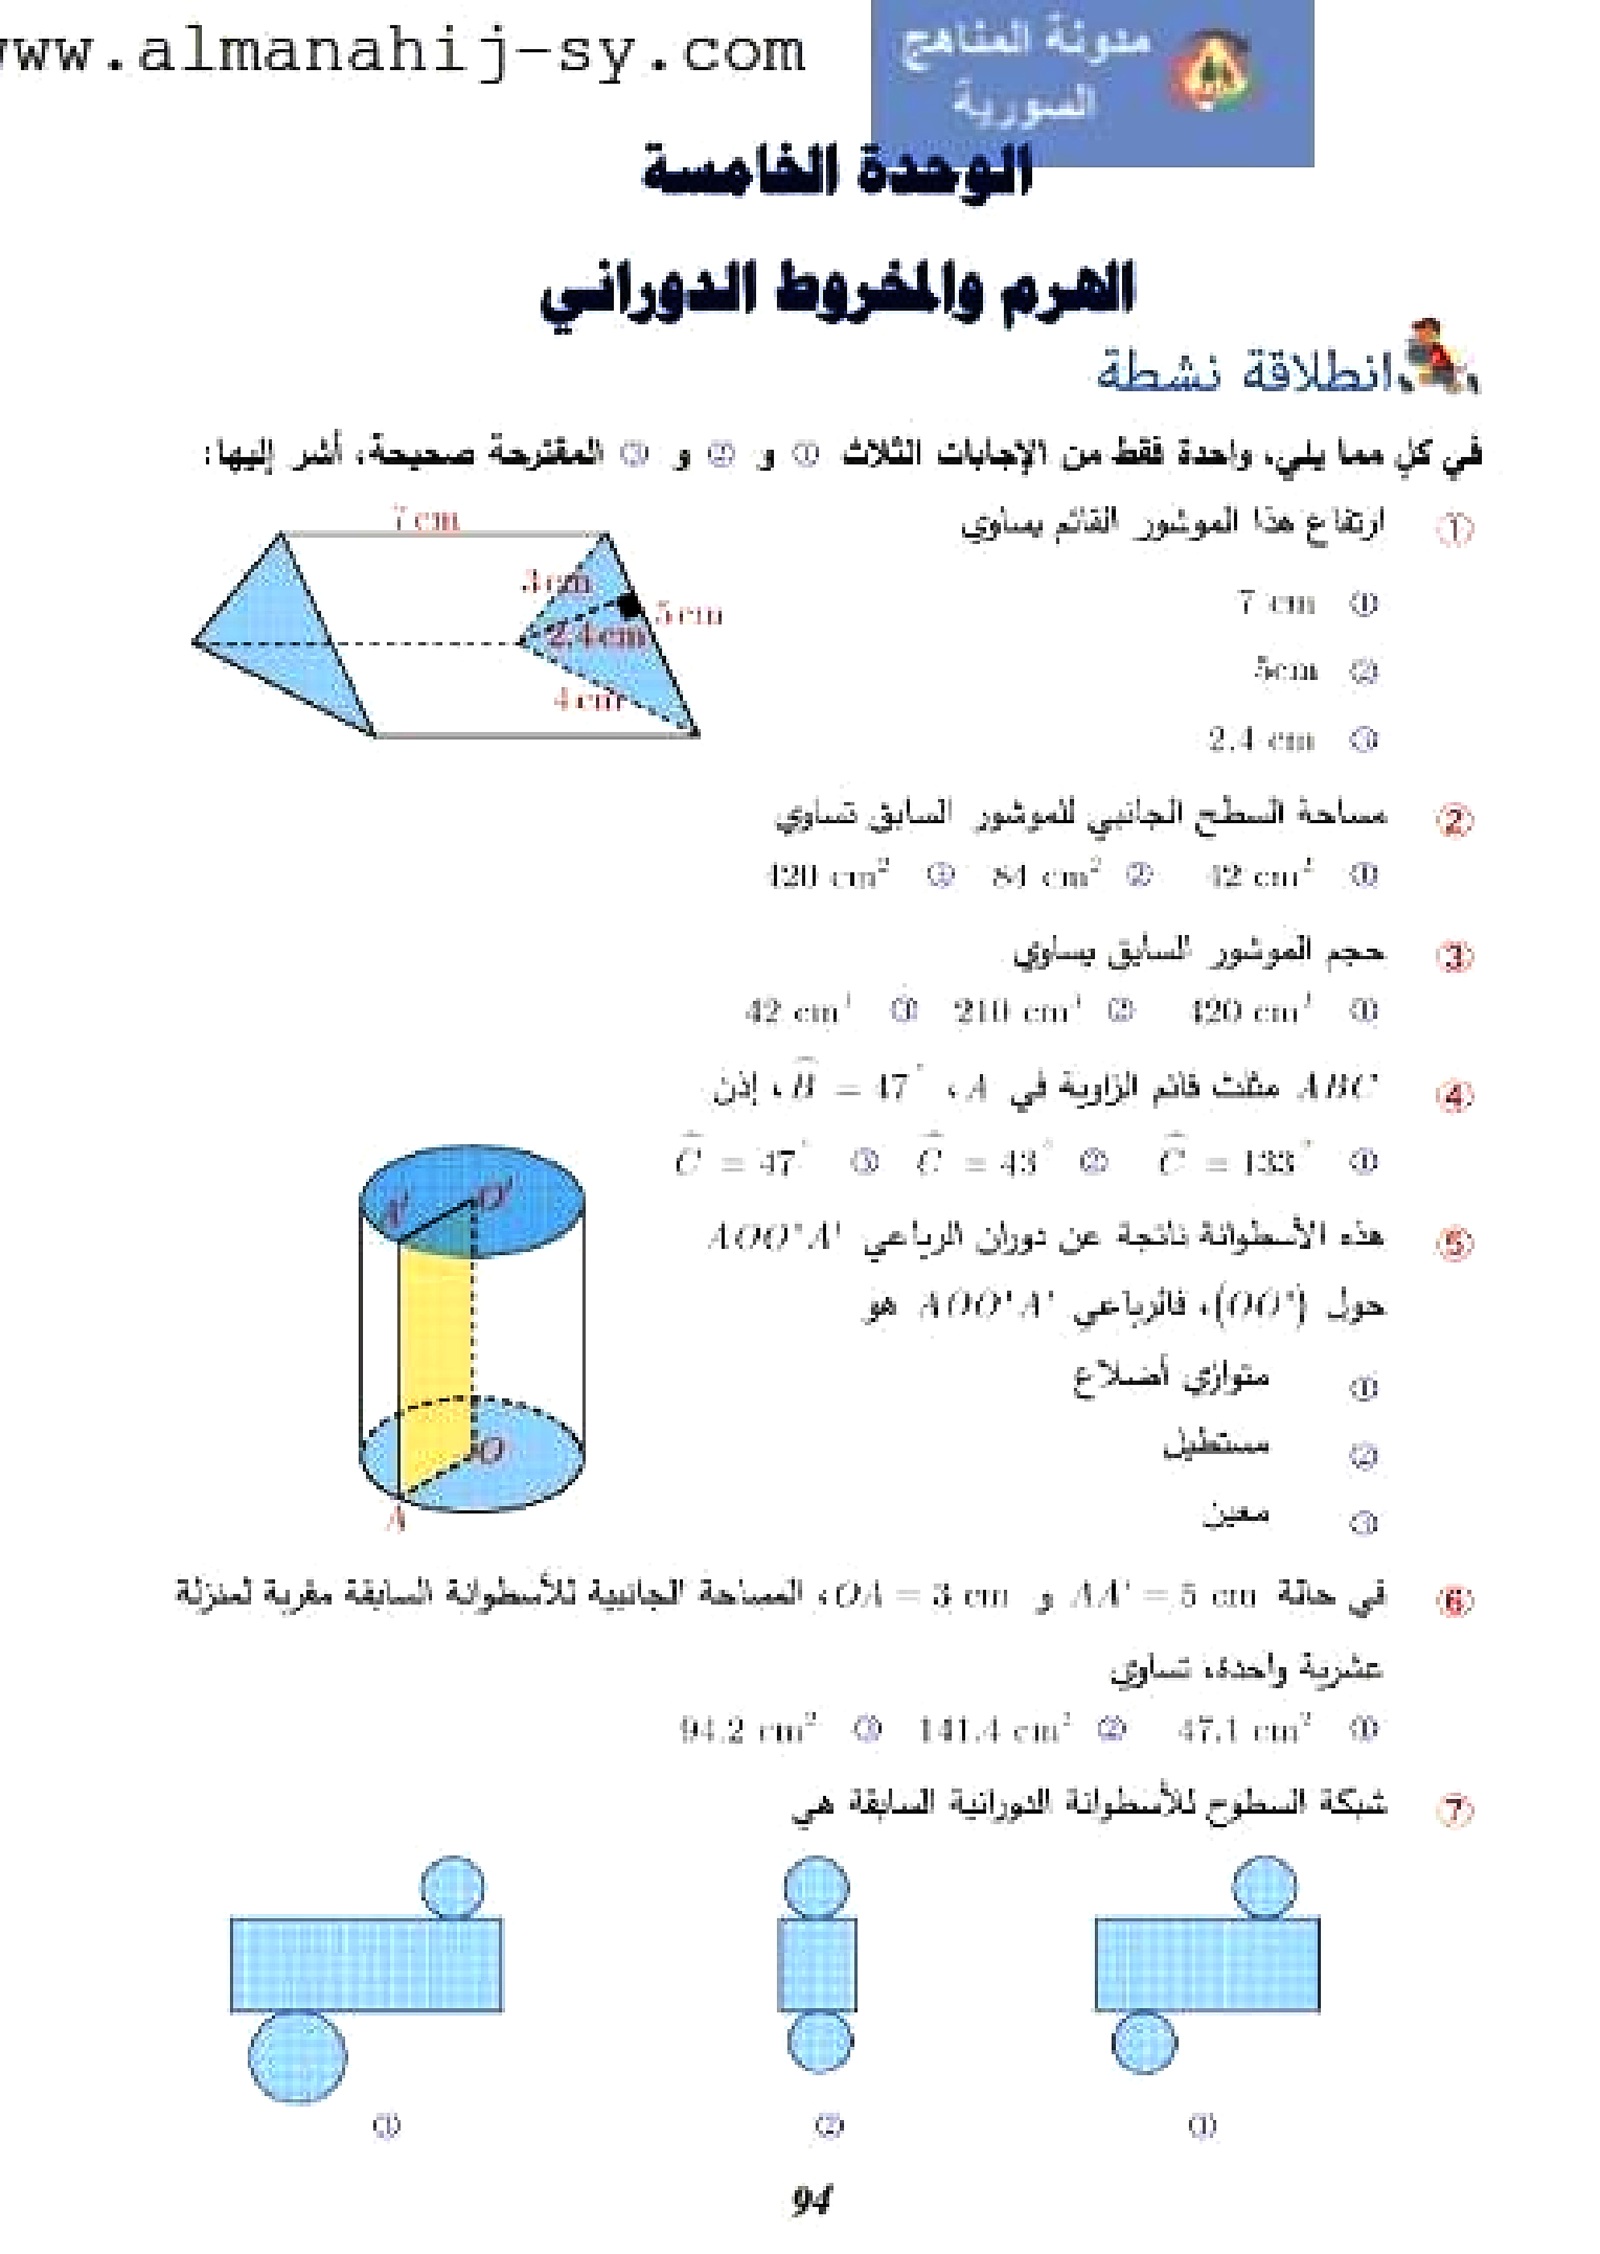 www.almanahij-sy.com
مدونة المناهج
السورية
الوحدة الخامسة
الهرم والمخروط الدوراني
انطلاقة نشطة
في كل مما يلي، واحدة فقط من الإجابات الثلاث ① و ② و ③ المقترحة صحيحة، أشر إليها:
① ارتفاع هذا الموشور القائم يساوي
7 cm
3 cm
5 cm
2.4 cm
4 cm
① 7 cm
② 5cm
③ 2.4 cm
② مساحة السطح الجانبي للموشور السابق تساوي
① 42 cm² ② 84 cm² ③ 420 cm²
③ حجم الموشور السابق يساوي
① 420 cm³ ② 210 cm³ ③ 42 cm³
④ ABC مثلث قائم الزاوية في A، B̂ = 47°، إذن
① Ĉ = 133° ② Ĉ = 43° ③ Ĉ = 47°
⑤ هذه الأسطوانة ناتجة عن دوران الرباعي AOO'A'
حول (OO')، فالرباعي AOO'A' هو
① متوازي أضلاع
② مستطيل
③ معين
A' O'
O
A
⑥ في حالة AA' = 5 cm و OA = 3 cm، المساحة الجانبية للأسطوانة السابقة مقربة لمنزلة
عشرية واحدة، تساوي
① 47.1 cm² ② 141.4 cm² ③ 94.2 cm²
⑦ شبكة السطوح للأسطوانة الدورانية السابقة هي
① ② ③
94